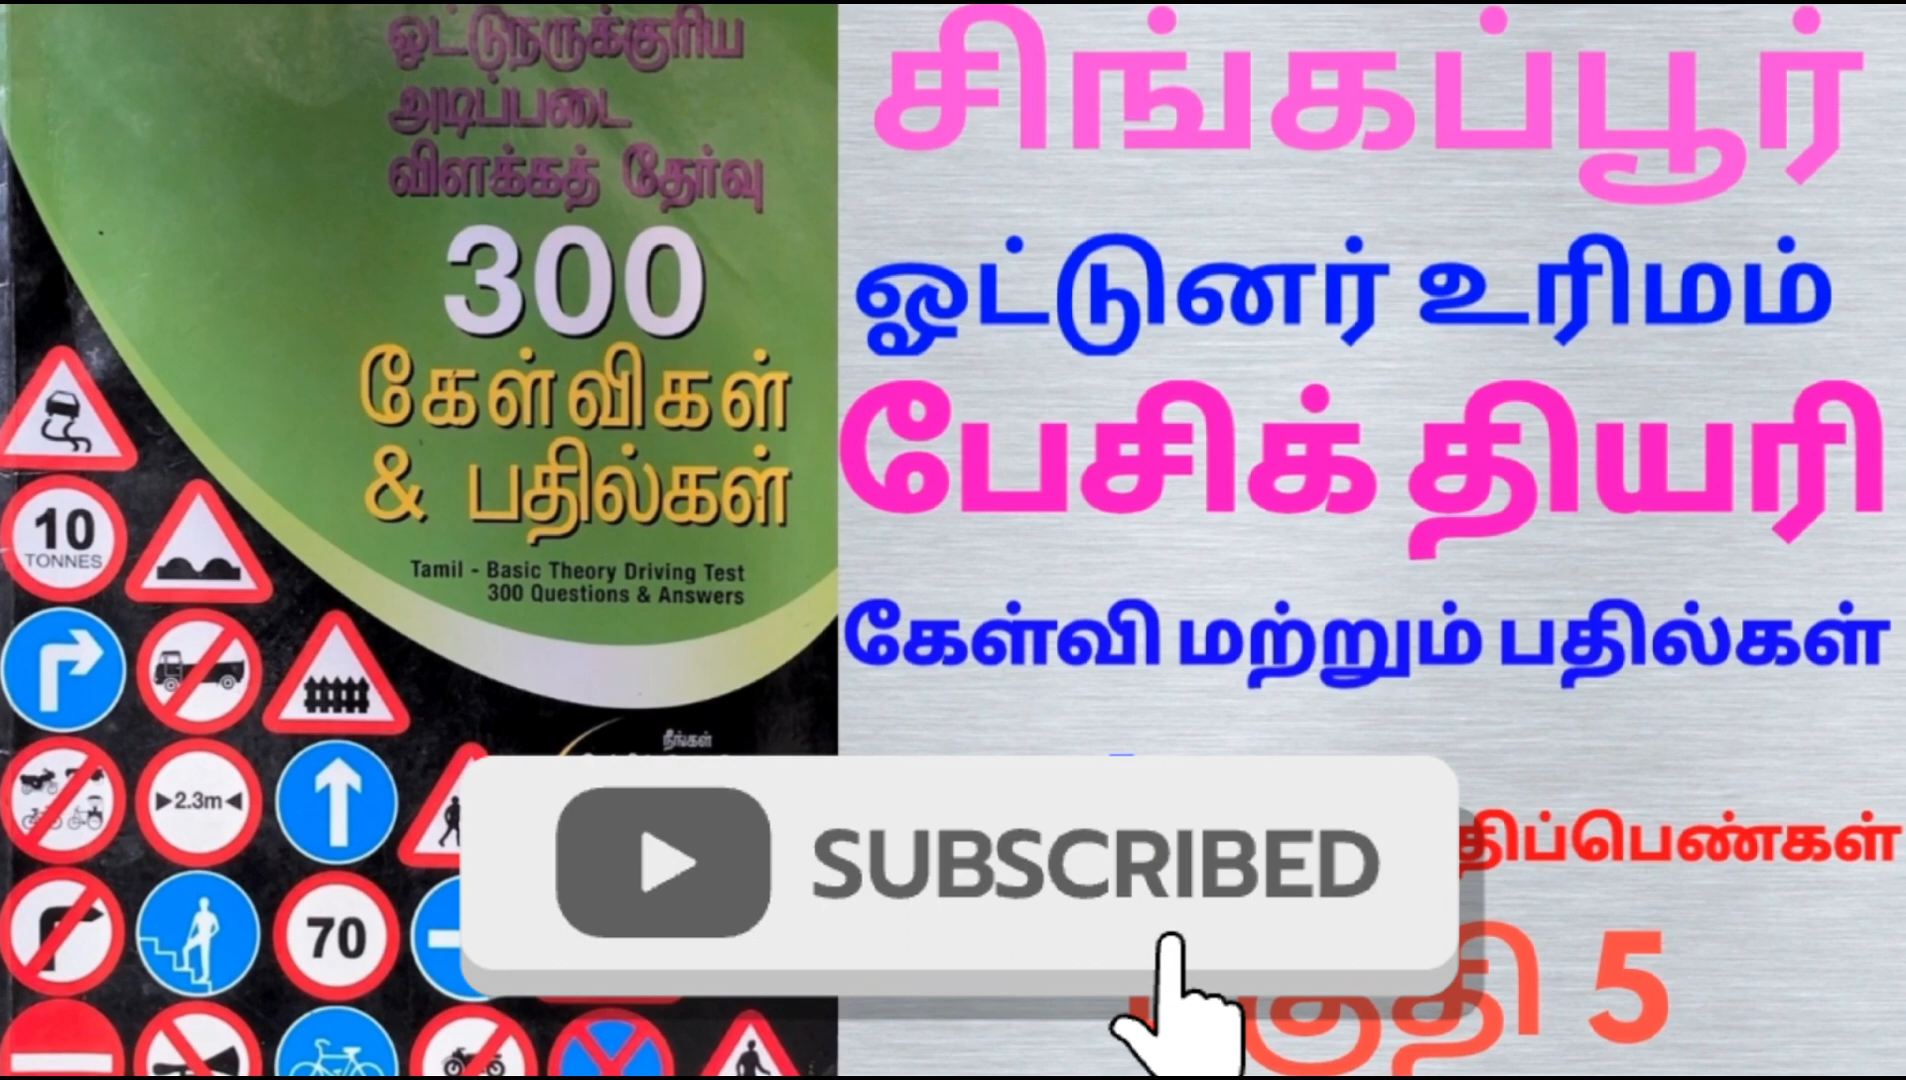 ஓட்டுநருக்குரிய
அடிப்படை
விளக்கத் தேர்வு
300
கேள்விகள்
& பதில்கள்
Tamil - Basic Theory Driving Test
300 Questions & Answers
நீங்கள்
10
TONNES
2.3m
70
சிங்கப்பூர்
ஓட்டுனர் உரிமம்
பேசிக் தியரி
கேள்வி மற்றும் பதில்கள்
SUBSCRIBED
5